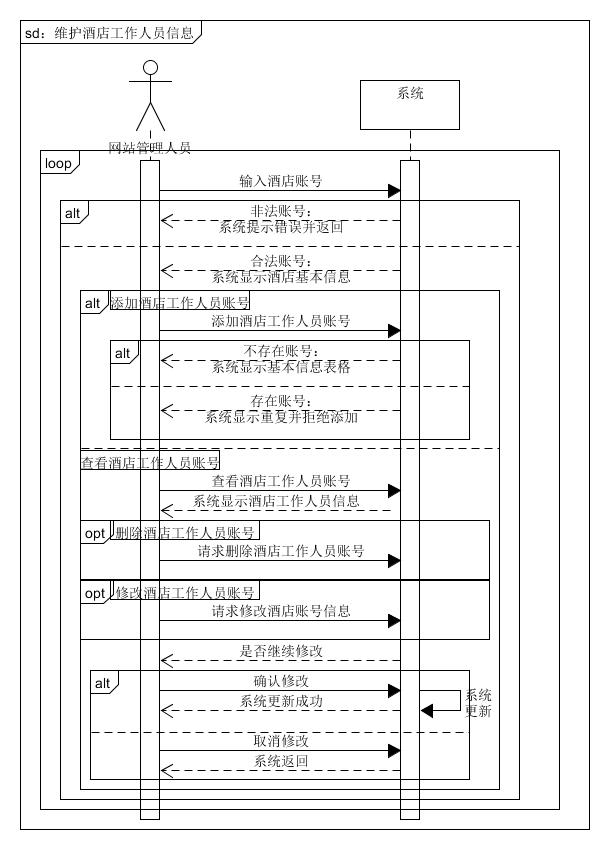 sd：维护酒店工作人员信息
系统
网站管理人员
loop
输入酒店账号
alt
非法账号：
系统提示错误并返回
合法账号：
系统显示酒店基本信息
alt
添加酒店工作人员账号
添加酒店工作人员账号
alt
不存在账号：
系统显示基本信息表格
存在账号：
系统显示重复并拒绝添加
查看酒店工作人员账号
查看酒店工作人员账号
系统显示酒店工作人员信息
opt
删除酒店工作人员账号
请求删除酒店工作人员账号
opt
修改酒店工作人员账号
请求修改酒店账号信息
是否继续修改
alt
确认修改
系统更新成功
系统
更新
取消修改
系统返回